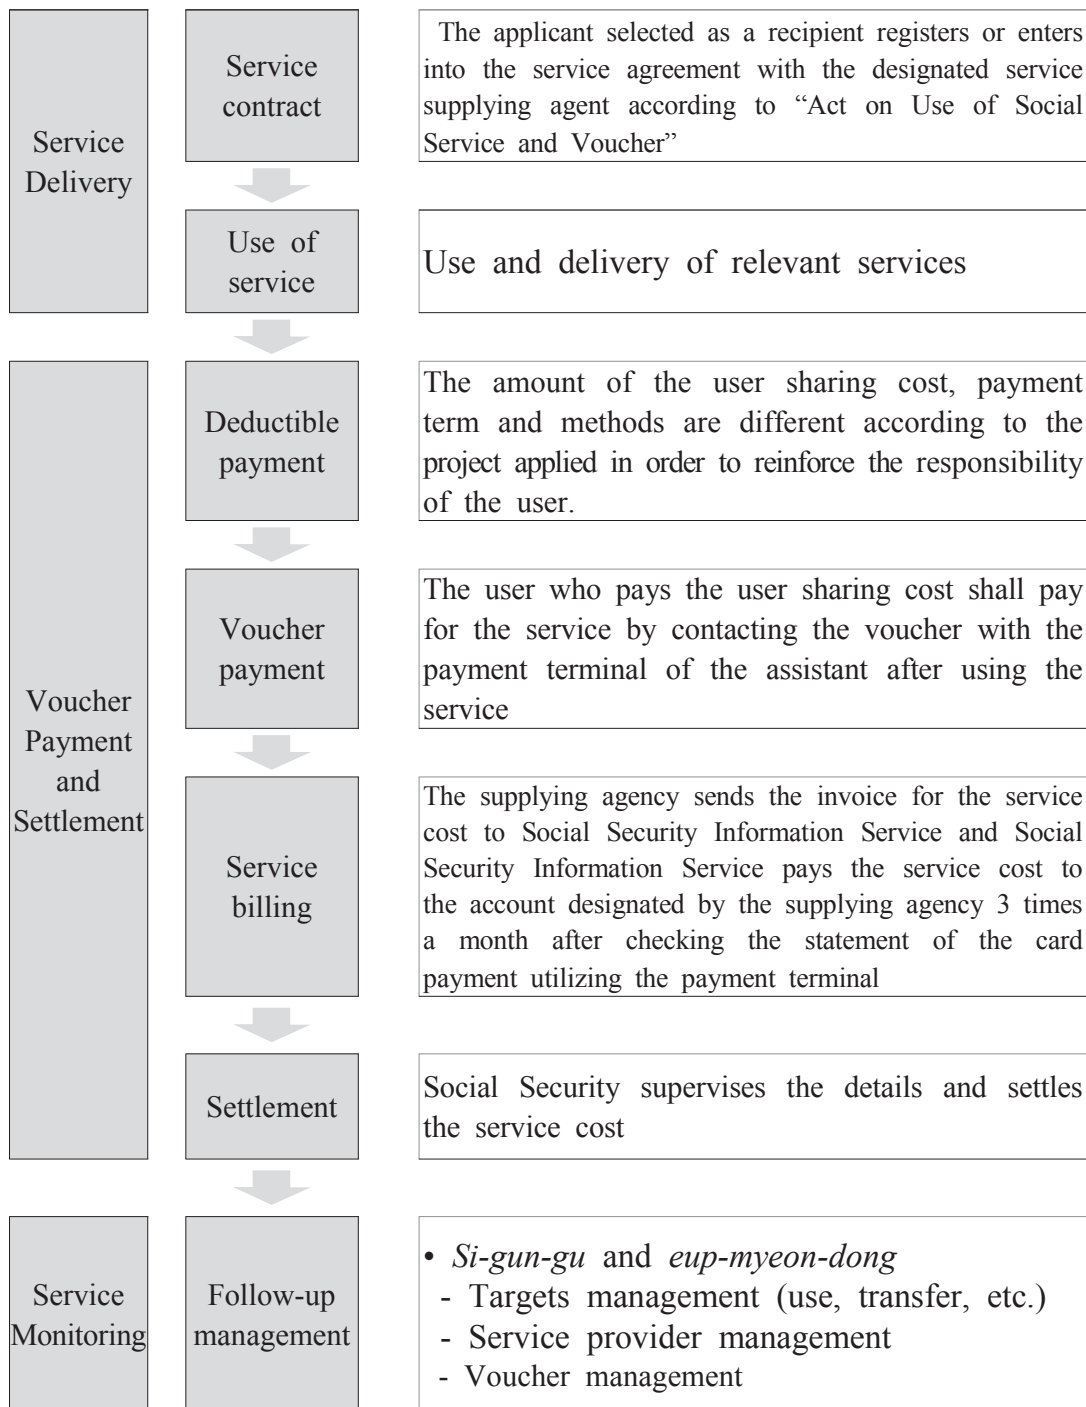 Service
Delivery
Service
contract
The applicant selected as a recipient registers or enters
into the service agreement with the designated service
supplying agent according to “Act on Use of Social
Service and Voucher”
Use of
service
Use and delivery of relevant services
Voucher
Payment
and
Settlement
Deductible
payment
The amount of the user sharing cost, payment
term and methods are different according to the
project applied in order to reinforce the responsibility
of the user.
Voucher
payment
The user who pays the user sharing cost shall pay
for the service by contacting the voucher with the
payment terminal of the assistant after using the
service
Service
billing
The supplying agency sends the invoice for the service
cost to Social Security Information Service and Social
Security Information Service pays the service cost to
the account designated by the supplying agency 3 times
a month after checking the statement of the card
payment utilizing the payment terminal
Settlement
Social Security supervises the details and settles
the service cost
Service
Monitoring
Follow-up
management
• Si-gun-gu and eup-myeon-dong
- Targets management (use, transfer, etc.)
- Service provider management
- Voucher management